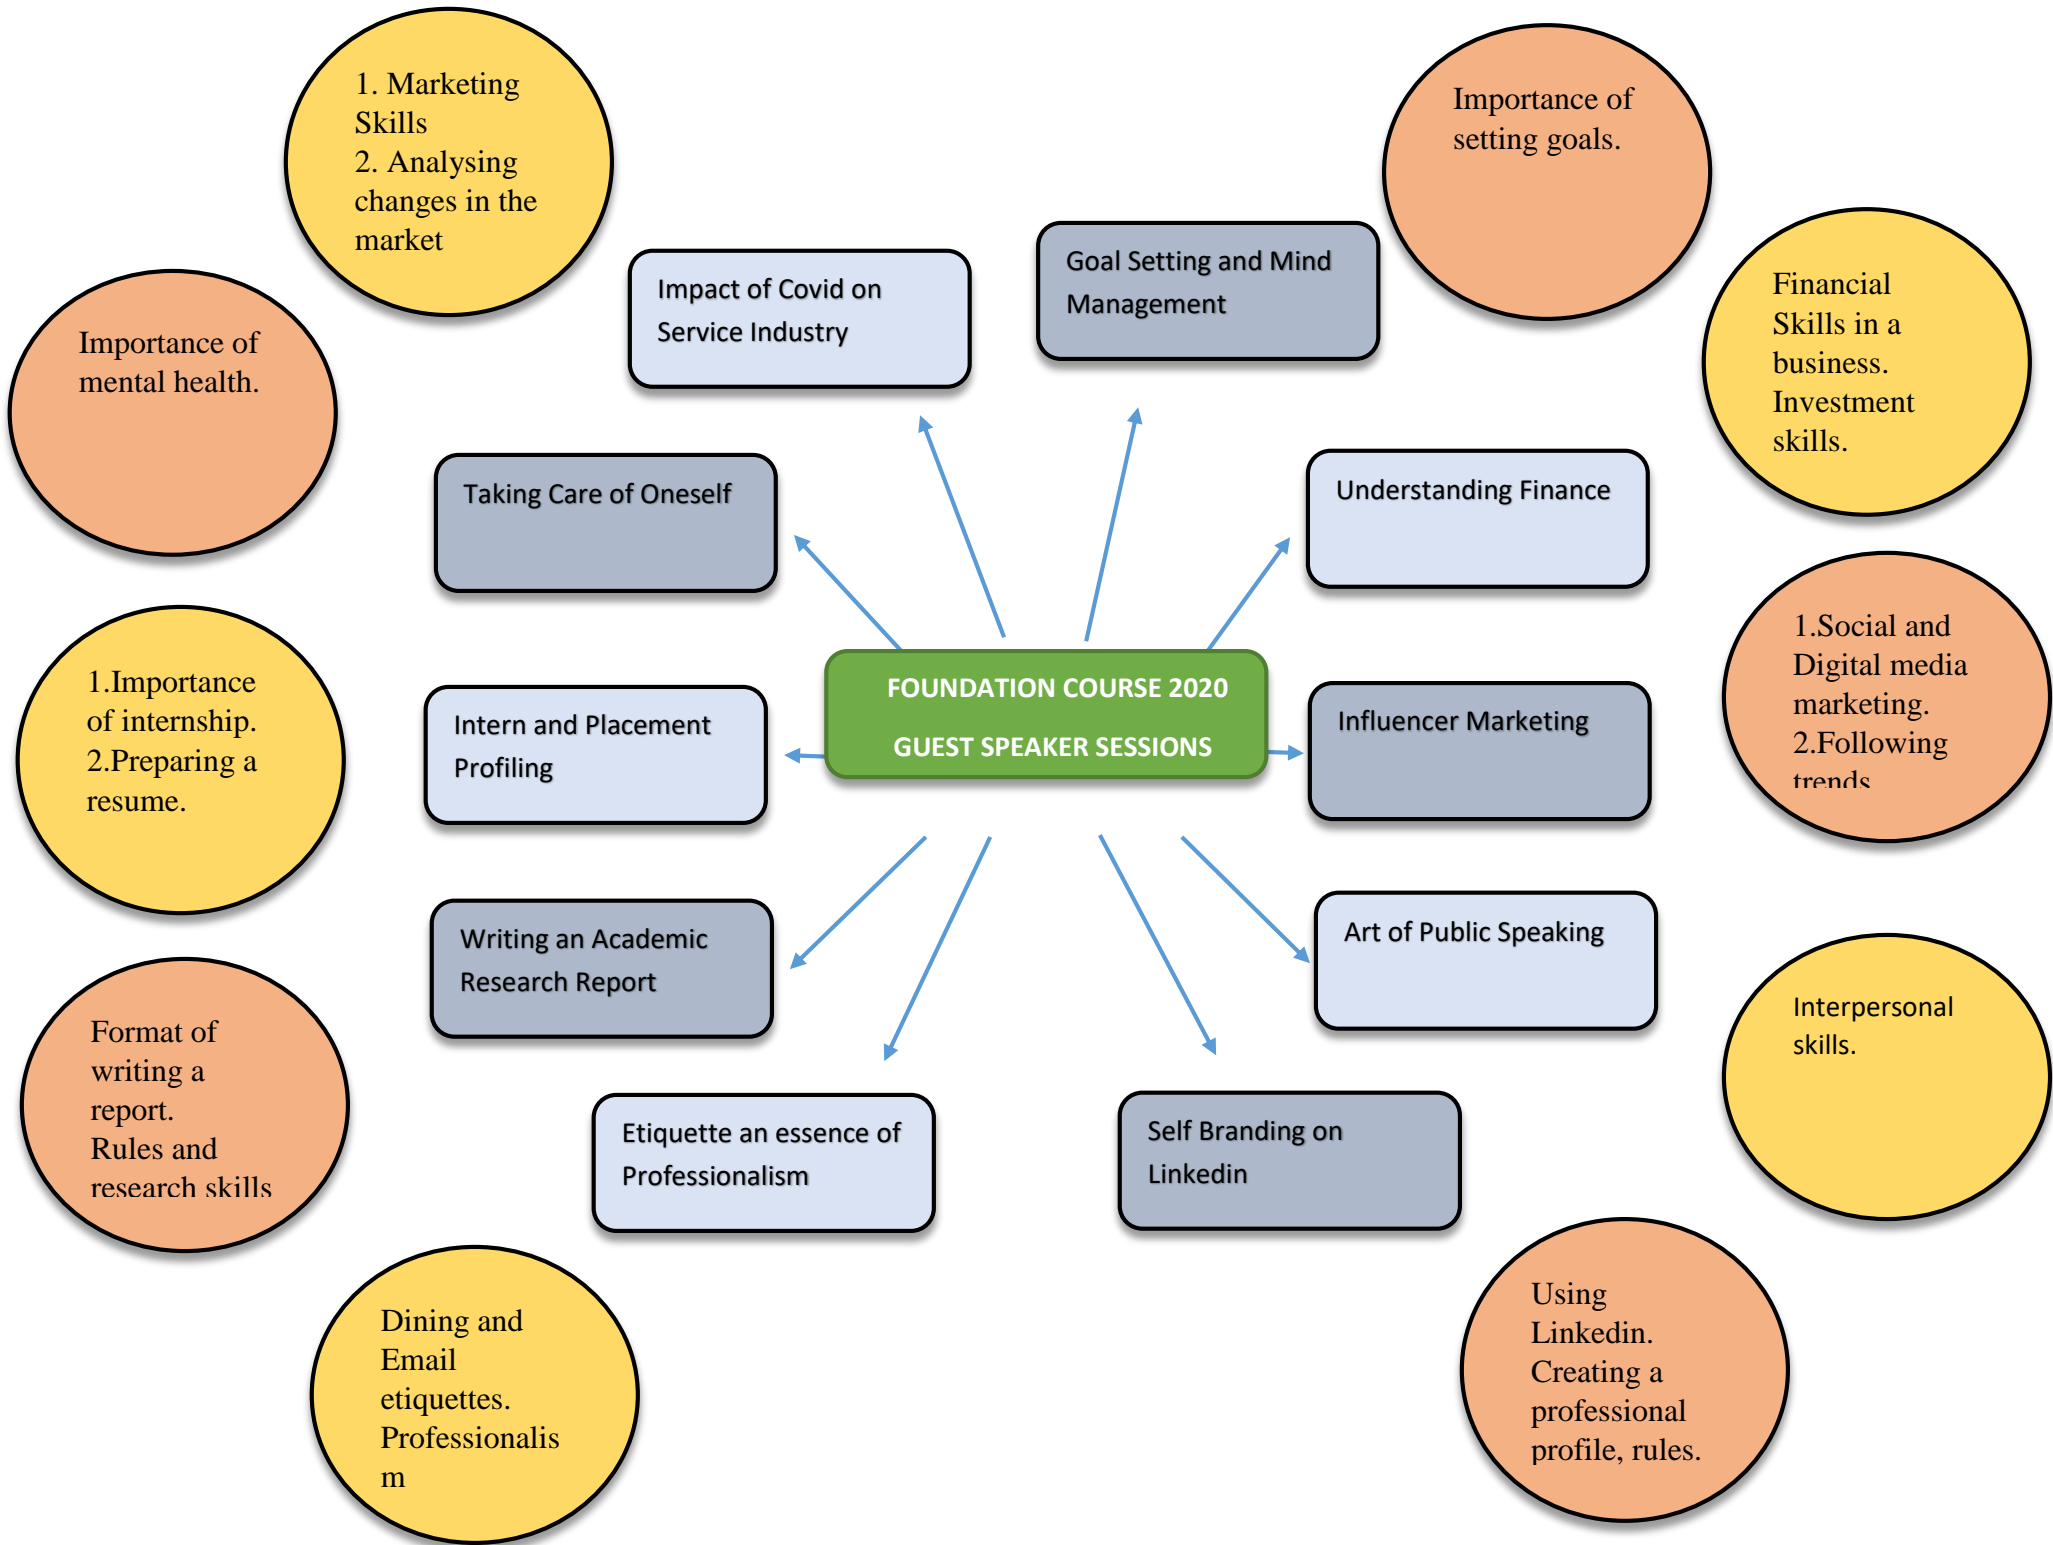 1. Marketing
Skills
2. Analysing
changes in the
market
Importance of
setting goals.
Impact of Covid on
Service Industry
Goal Setting and Mind
Management
Financial
Skills in a
business.
Investment
skills.
Importance of
mental health.
Taking Care of Oneself
Understanding Finance
1.Importance
of internship.
2.Preparing a
resume.
Intern and Placement
Profiling
FOUNDATION COURSE 2020
GUEST SPEAKER SESSIONS
Influencer Marketing
1.Social and
Digital media
marketing.
2.Following
trends
Writing an Academic
Research Report
Art of Public Speaking
Format of
writing a
report.
Rules and
research skills
Interpersonal
skills.
Etiquette an essence of
Professionalism
Self Branding on
Linkedin
Dining and
Email
etiquettes.
Professionalis
m
Using
Linkedin.
Creating a
professional
profile, rules.